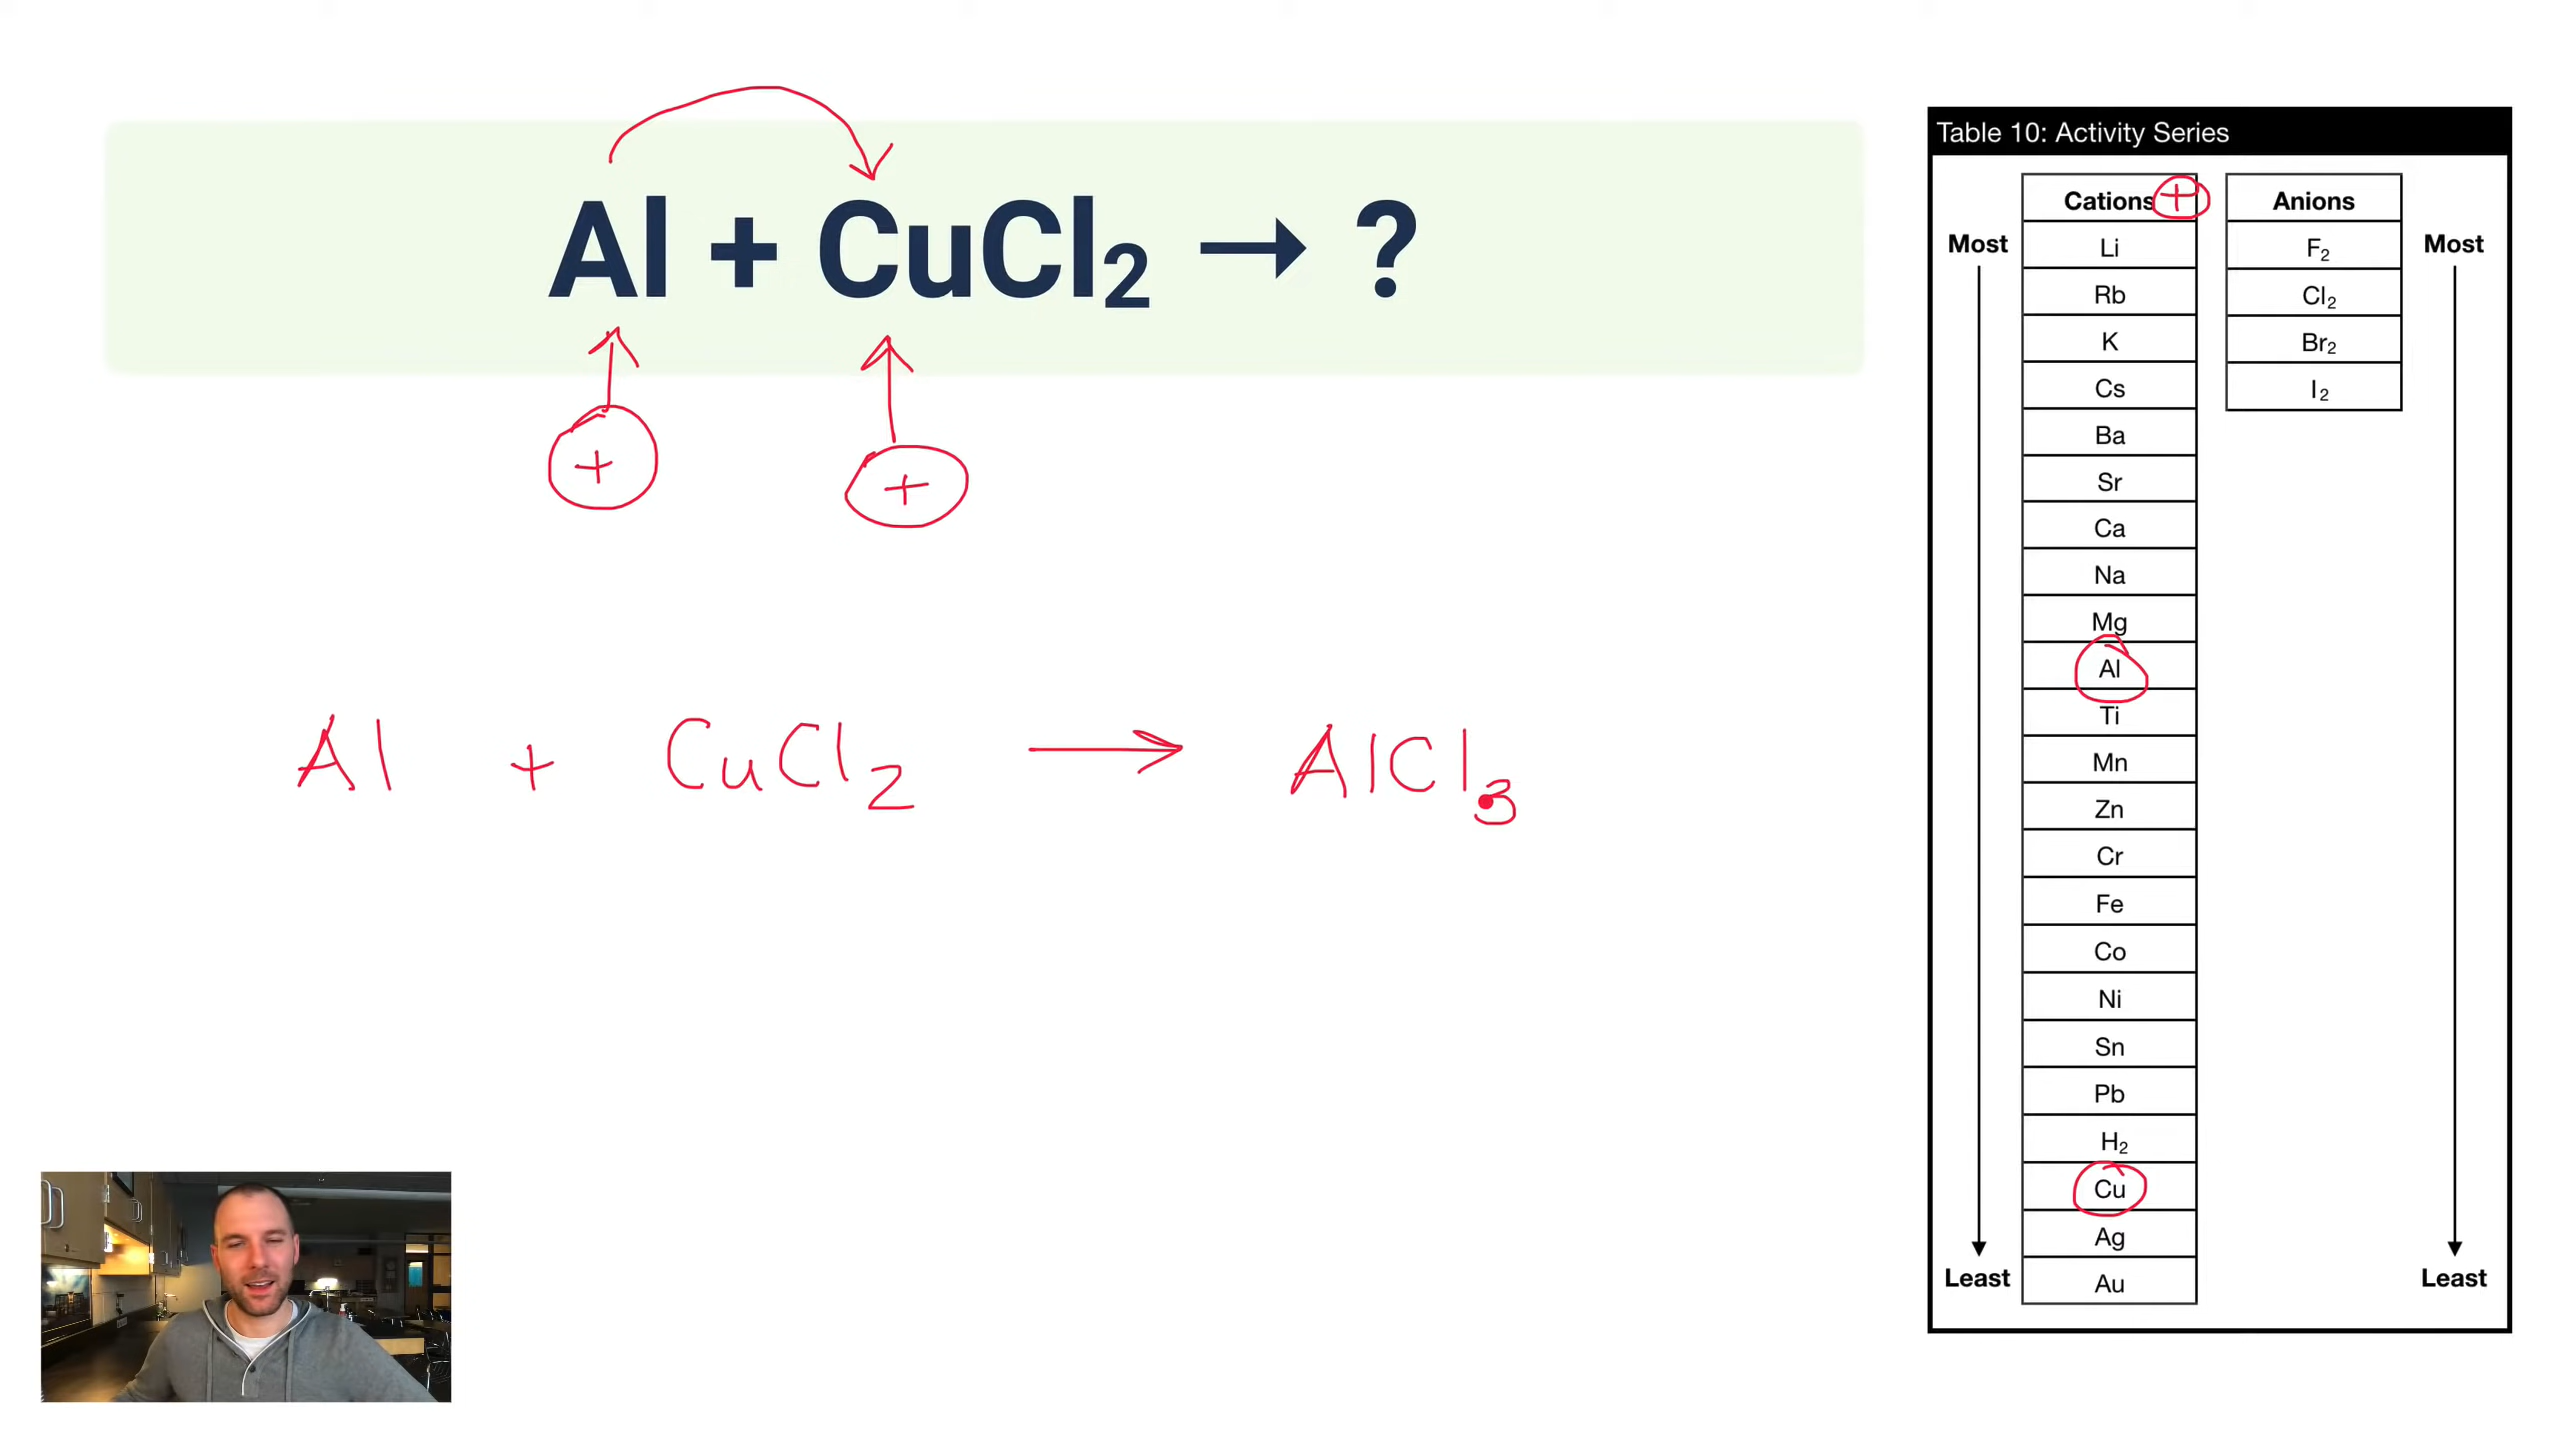 Al + CuCl₂ → ?
+ +
Al + CuCl₂ → AlCl₃
Table 10: Activity Series
Cations + Anions
Most Li F₂ Most
Rb Cl₂
K Br₂
Cs I₂
Ba
Sr
Ca
Na
Mg
Al
Ti
Mn
Zn
Cr
Fe
Co
Ni
Sn
Pb
H₂
Cu
Ag
Least Au Least